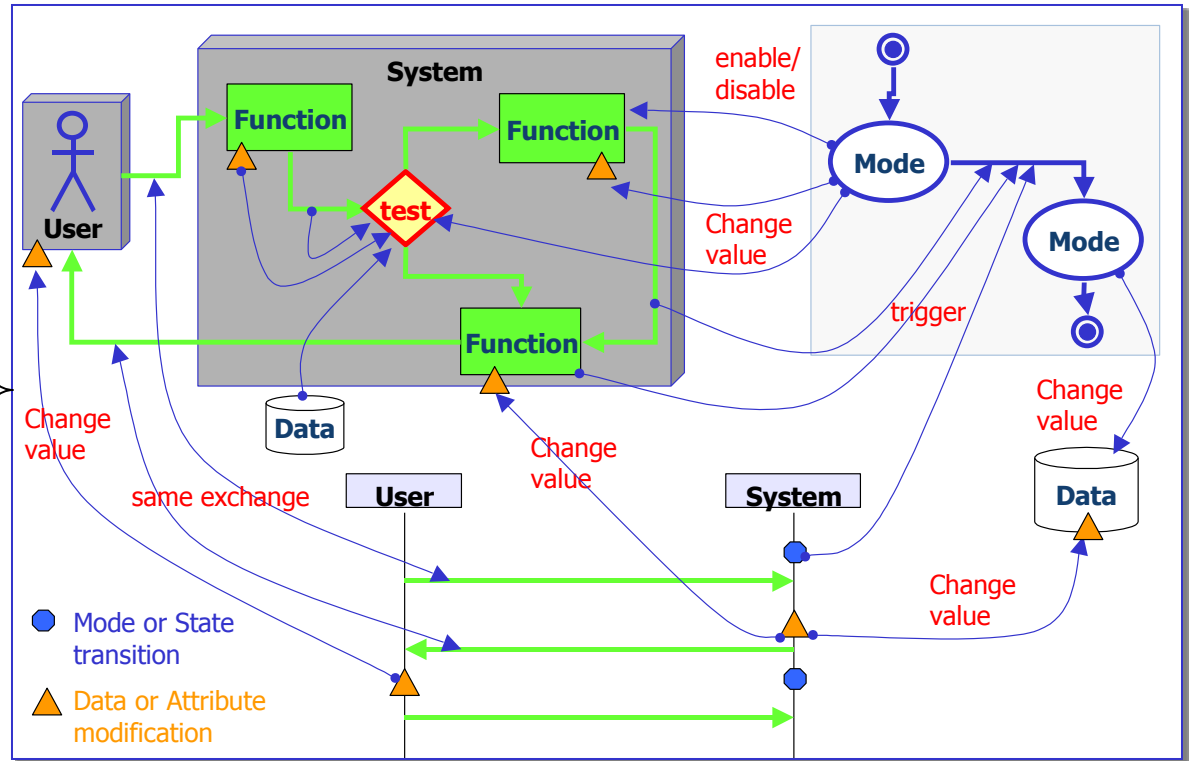 System
enable/
disable
Function
Function
Mode
User
test
Change
value
Mode
trigger
Function
Change
value
Data
Change
value
Change
value
same exchange
User
System
Data
Change
value
Mode or State
transition
Data or Attribute
modification